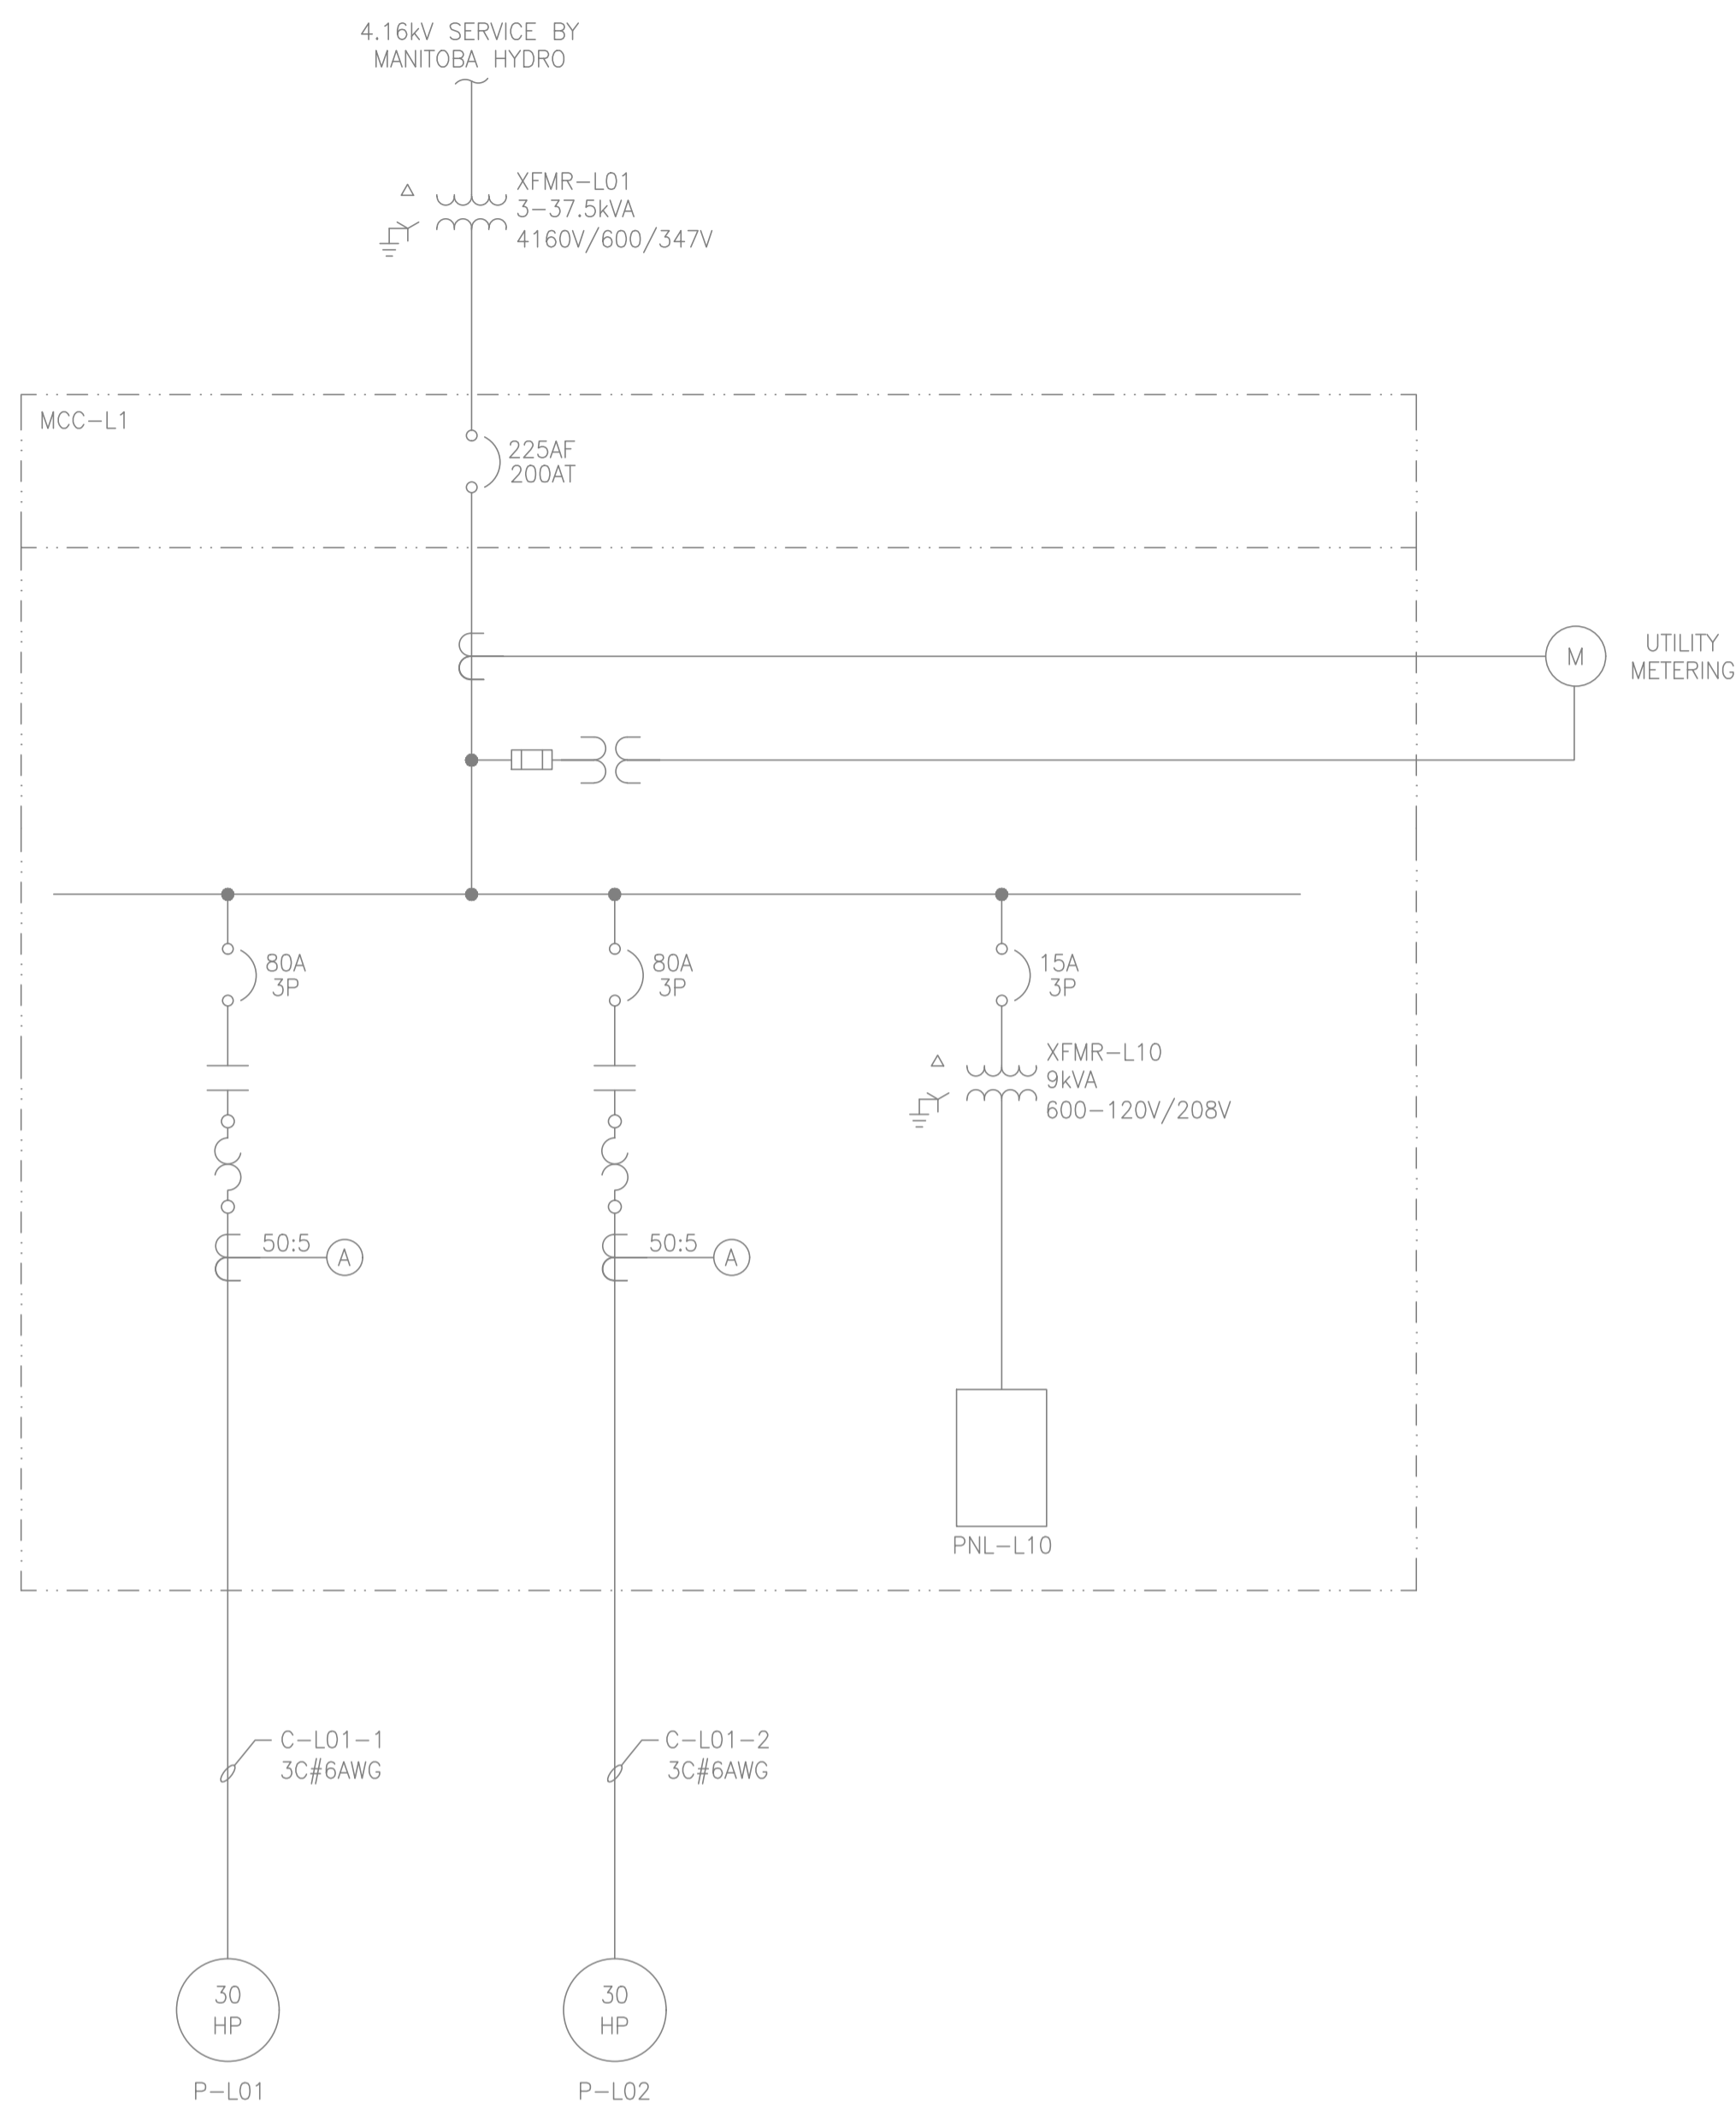 4.16kV SERVICE BY
MANITOBA HYDRO
XFMR-L01
3-37.5kVA
4160V/600/347V
MCC-L1
225AF
200AT
M
UTILITY
METERING
80A
3P
80A
3P
15A
3P
XFMR-L10
9kVA
600-120V/208V
50:5
A
50:5
A
PNL-L10
C-L01-1
3C#6AWG
C-L01-2
3C#6AWG
30
HP
30
HP
P-L01
P-L02